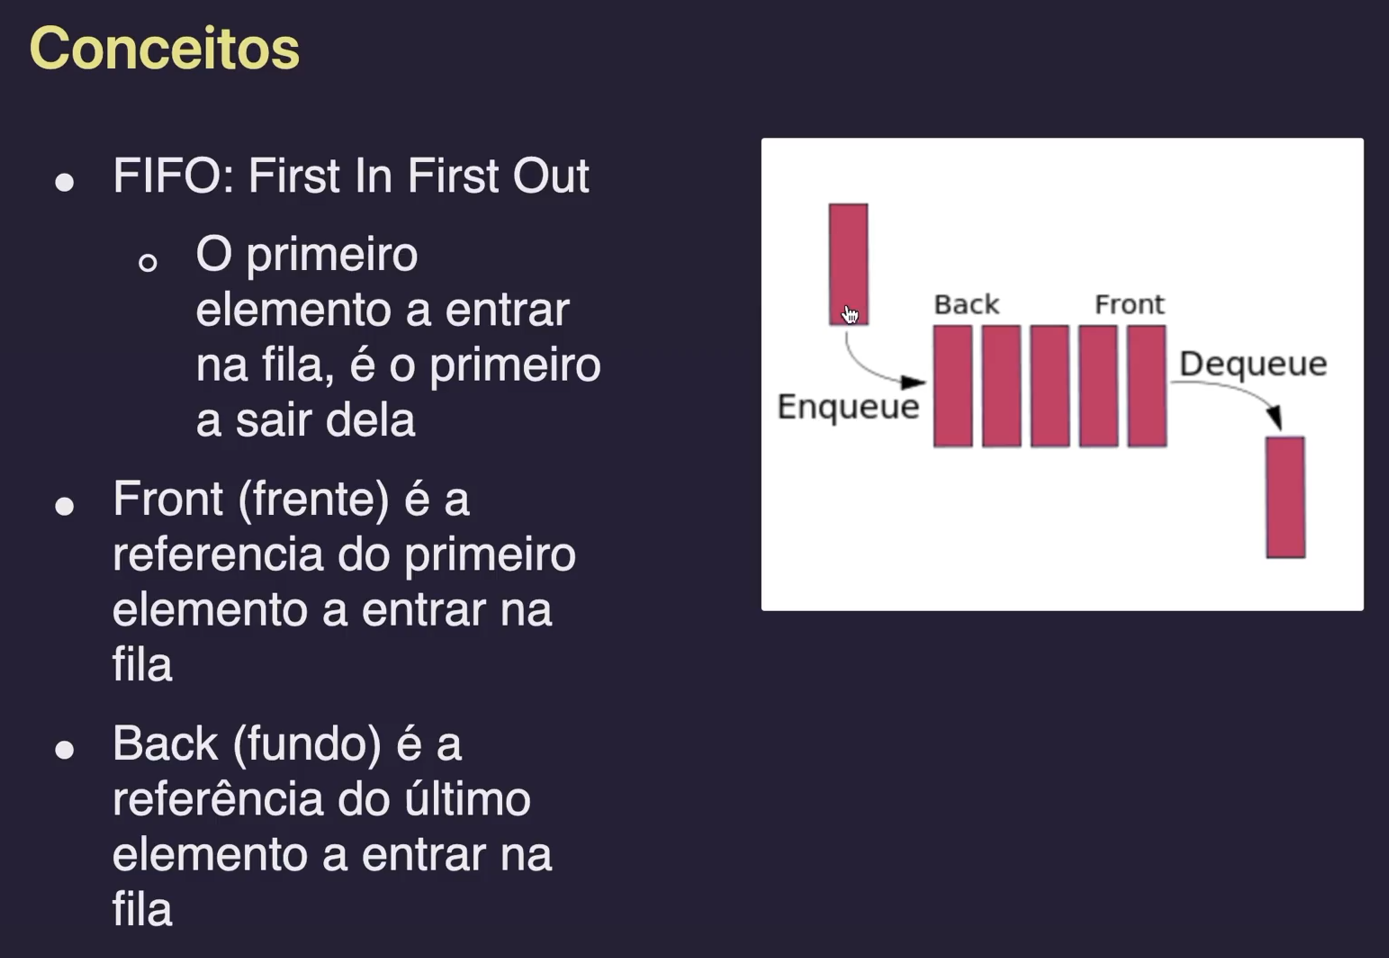 Conceitos
FIFO: First In First Out
O primeiro
elemento a entrar
na fila, é o primeiro
a sair dela
Front (frente) é a
referencia do primeiro
elemento a entrar na
fila
Back (fundo) é a
referência do último
elemento a entrar na
fila
Back Front
Dequeue
Enqueue